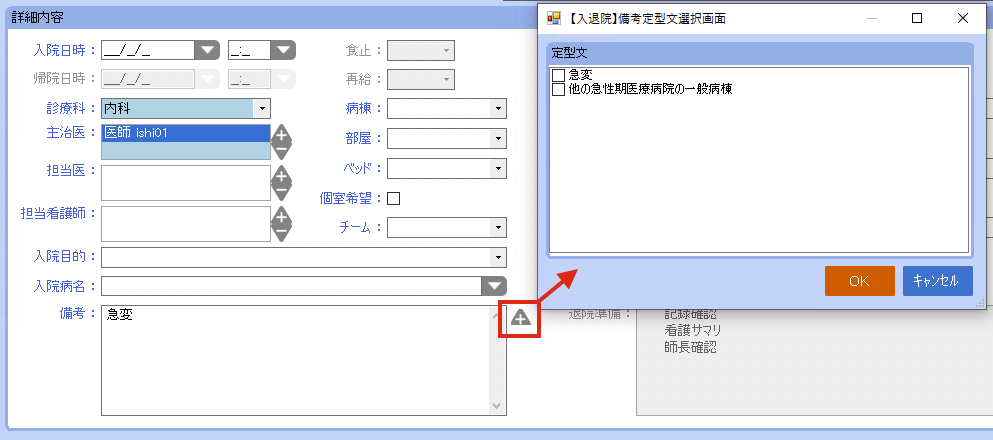 詳細内容
入院日時： __/_/_ _:_ 食止：
帰院日時： __/_/_ _:_ 再給：
診療科： 内科 病棟：
主治医： 医師 ishi01 部屋：
担当医： ベッド：
個室希望：
担当看護師： チーム：
入院目的：
入院病名：
備考： 急変
退院準備： 記録確認
看護サマリ
師長確認
【入退院】備考定型文選択画面
定型文
急変
他の急性期医療病院の一般病棟
OK キャンセル